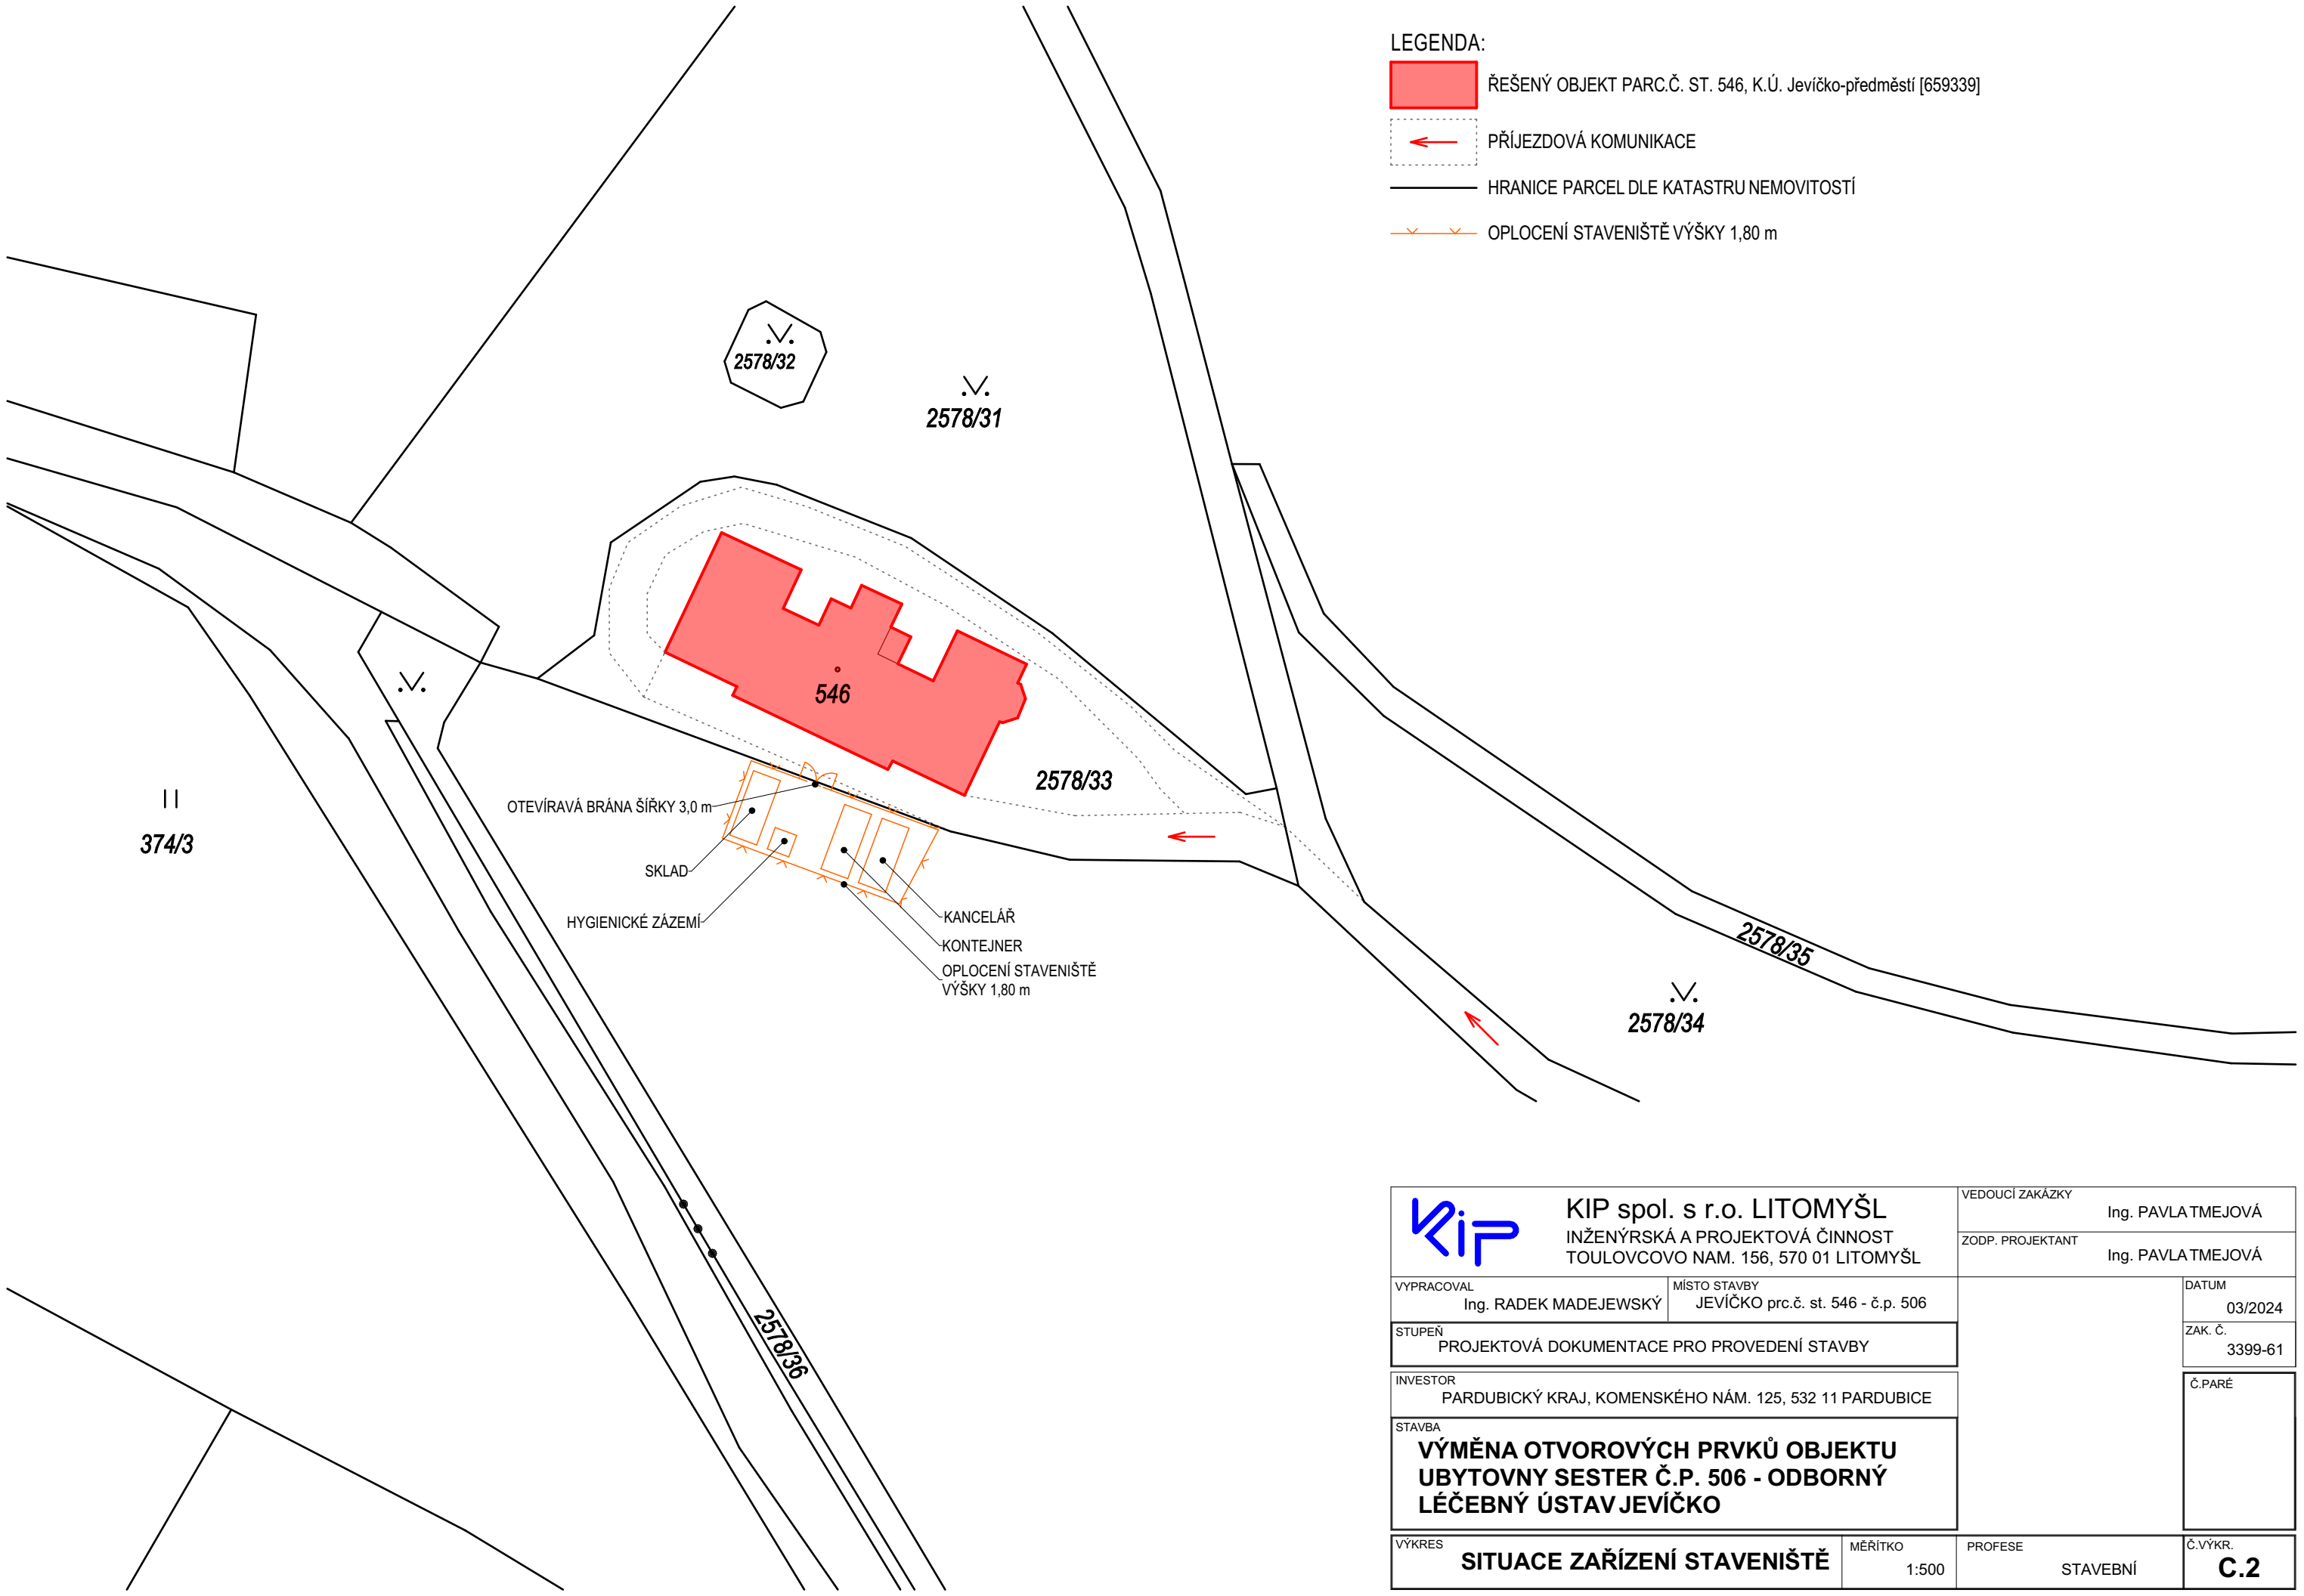 LEGENDA:
ŘEŠENÝ OBJEKT PARC.Č. ST. 546, K.Ú. Jevíčko-předměstí [659339]
PŘÍJEZDOVÁ KOMUNIKACE
HRANICE PARCEL DLE KATASTRU NEMOVITOSTÍ
OPLOCENÍ STAVENIŠTĚ VÝŠKY 1,80 m
2578/32
2578/31
546
2578/33
OTEVÍRAVÁ BRÁNA ŠÍŘKY 3,0 m
374/3
SKLAD
HYGIENICKÉ ZÁZEMÍ
KANCELÁŘ
KONTEJNER
OPLOCENÍ STAVENIŠTĚ
VÝŠKY 1,80 m
2578/35
2578/34
2578/36
KIP
KIP spol. s r.o. LITOMYŠL
INŽENÝRSKÁ A PROJEKTOVÁ ČINNOST
TOULOVCOVO NAM. 156, 570 01 LITOMYŠL
VEDOUCÍ ZAKÁZKY
Ing. PAVLA TMEJOVÁ
ZODP. PROJEKTANT
Ing. PAVLA TMEJOVÁ
VYPRACOVAL
Ing. RADEK MADEJEWSKÝ
MÍSTO STAVBY
JEVÍČKO prc.č. st. 546 - č.p. 506
DATUM
03/2024
STUPEŇ
PROJEKTOVÁ DOKUMENTACE PRO PROVEDENÍ STAVBY
ZAK. Č.
3399-61
INVESTOR
PARDUBICKÝ KRAJ, KOMENSKÉHO NÁM. 125, 532 11 PARDUBICE
Č.PARÉ
STAVBA
VÝMĚNA OTVOROVÝCH PRVKŮ OBJEKTU
UBYTOVNY SESTER Č.P. 506 - ODBORNÝ
LÉČEBNÝ ÚSTAV JEVÍČKO
VÝKRES
SITUACE ZAŘÍZENÍ STAVENIŠTĚ
MĚŘÍTKO
1:500
PROFESE
STAVEBNÍ
Č.VÝKR.
C.2